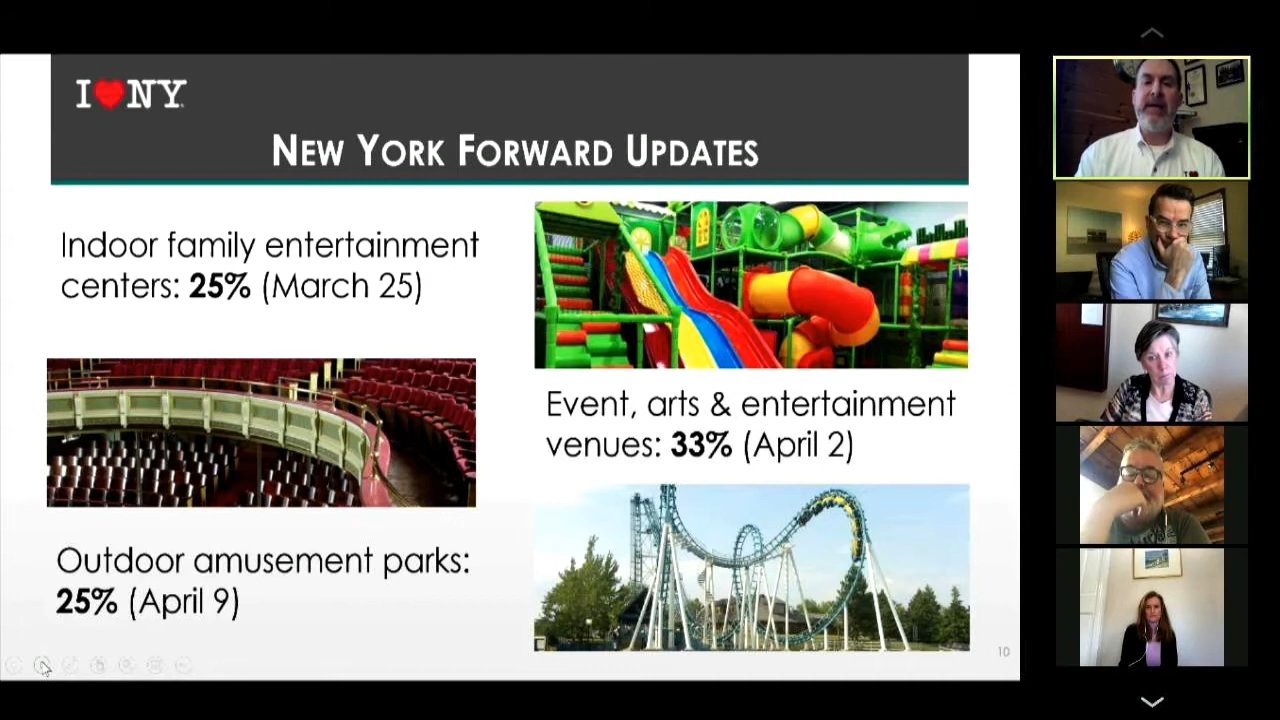 I NY
NEW YORK FORWARD UPDATES
Indoor family entertainment
centers: 25% (March 25)
Event, arts & entertainment
venues: 33% (April 2)
Outdoor amusement parks:
25% (April 9)
10